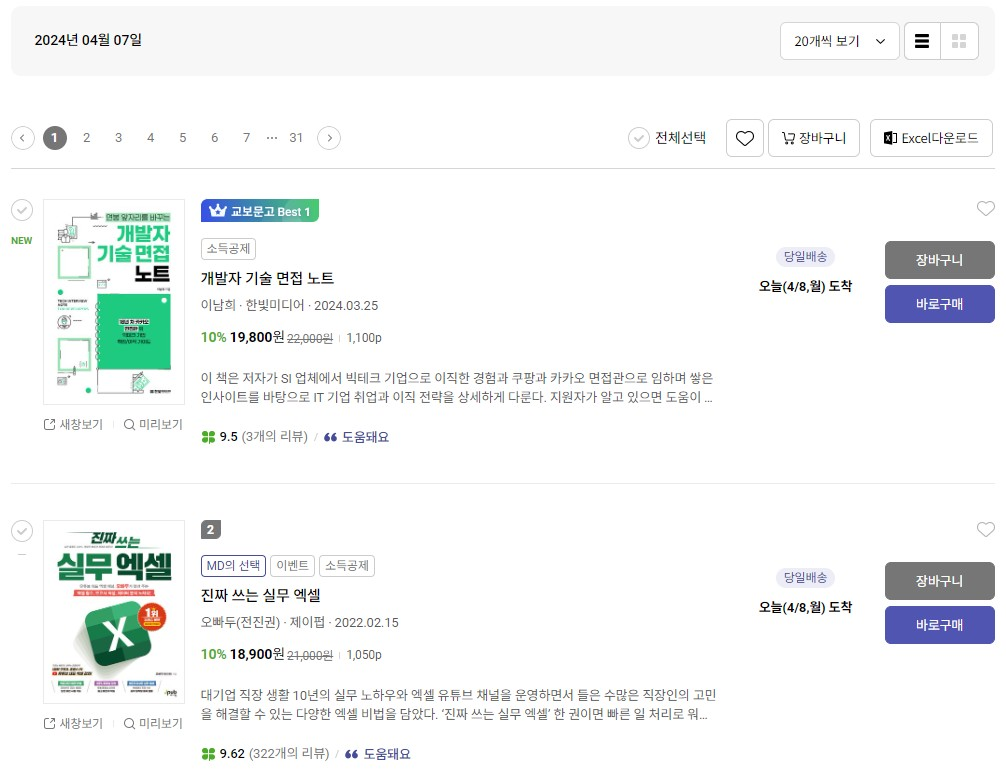 2024년 04월 07일
20개씩 보기
1 2 3 4 5 6 7 ··· 31
전체선택
장바구니
Excel다운로드
NEW
연봉 앞자리를 바꾸는
개발자
기술 면접
노트
교보문고 Best 1
소득공제
개발자 기술 면접 노트
이남희 · 한빛미디어 · 2024.03.25
10% 19,800원 22,000원 1,100p
이 책은 저자가 SI 업체에서 빅테크 기업으로 이직한 경험과 쿠팡과 카카오 면접관으로 임하며 쌓은
인사이트를 바탕으로 IT 기업 취업과 이직 전략을 상세하게 다룬다. 지원자가 알고 있으면 도움이 ...
9.5 (3개의 리뷰) / 도움돼요
당일배송
오늘(4/8,월) 도착
장바구니
바로구매
새창보기
미리보기
진짜 쓰는
실무 엑셀
1위
X
2
MD의 선택 이벤트 소득공제
진짜 쓰는 실무 엑셀
오빠두(전진권) · 제이펍 · 2022.02.15
10% 18,900원 21,000원 1,050p
대기업 직장 생활 10년의 실무 노하우와 엑셀 유튜브 채널을 운영하면서 들은 수많은 직장인의 고민
을 해결할 수 있는 다양한 엑셀 비법을 담았다. ‘진짜 쓰는 실무 엑셀’ 한 권이면 빠른 일 처리로 워...
9.62 (322개의 리뷰) / 도움돼요
당일배송
오늘(4/8,월) 도착
장바구니
바로구매
새창보기
미리보기